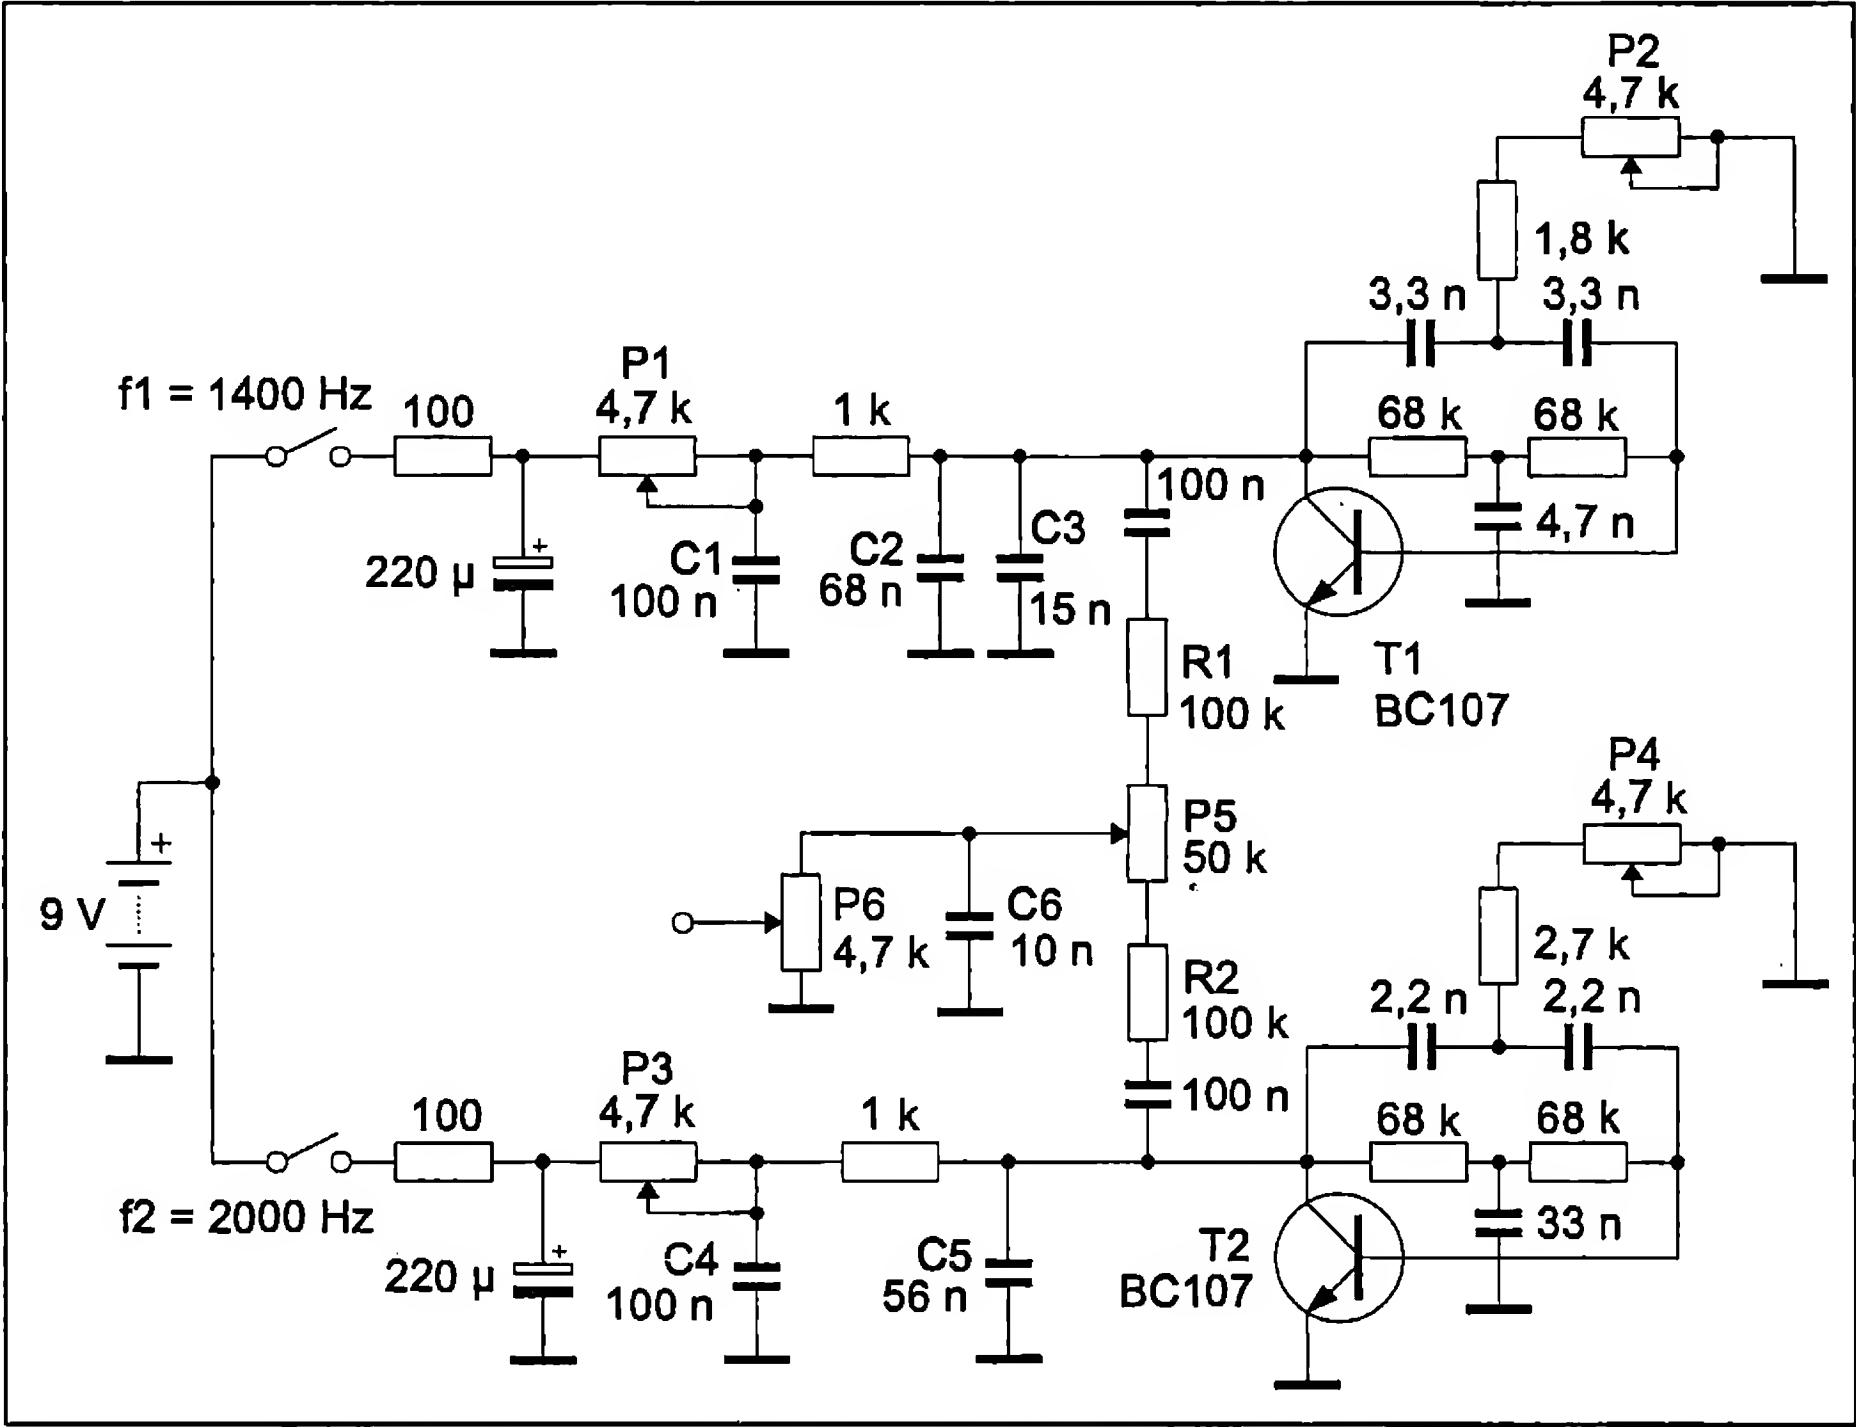 P2
4,7 k
1,8 k
3,3 n
3,3 n
f1 = 1400 Hz
100
P1
4,7 k
1 k
68 k
68 k
100 n
4,7 n
220 µ
+
C1
100 n
C2
68 n
C3
15 n
R1
100 k
T1
BC107
P4
4,7 k
P5
50 k
9 V
+
P6
4,7 k
C6
10 n
2,7 k
R2
100 k
2,2 n
2,2 n
P3
4,7 k
100
1 k
100 n
68 k
68 k
f2 = 2000 Hz
33 n
220 µ
+
C4
100 n
C5
56 n
T2
BC107